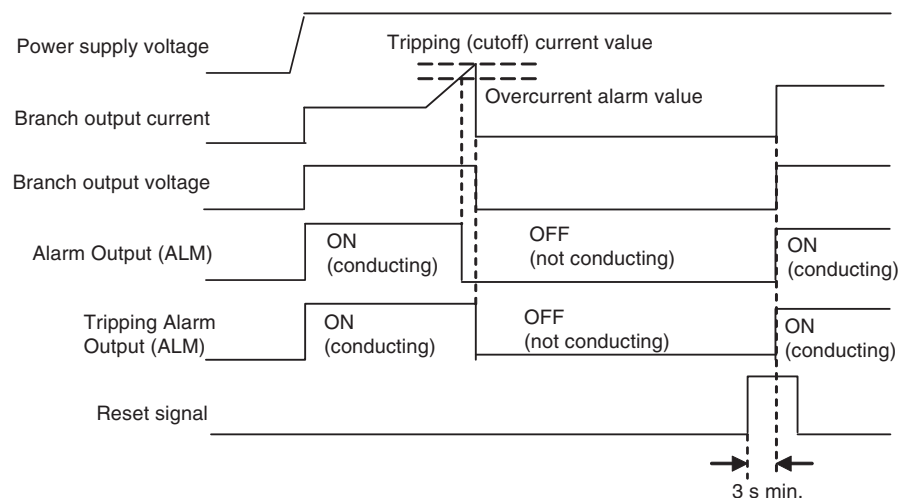 Power supply voltage
Tripping (cutoff) current value
Overcurrent alarm value
Branch output current
Branch output voltage
Alarm Output (ALM)
ON
(conducting)
OFF
(not conducting)
ON
(conducting)
Tripping Alarm
Output (ALM)
ON
(conducting)
OFF
(not conducting)
ON
(conducting)
Reset signal
3 s min.